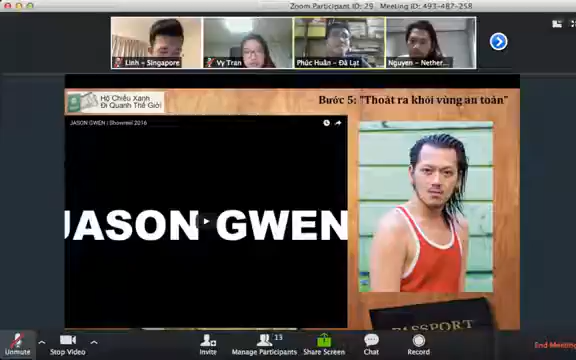 Zoom Participant ID: 29 Meeting ID: 493-487-258
Linh - Singapore
Vy Tran
Phúc Huân - Đà Lạt
Nguyen - Nether...
Hộ Chiếu Xanh
Đi Quanh Thế Giới
Bước 5: "Thoát ra khỏi vùng an toàn"
JASON GWEN | Showreel 2016
JASON GWEN
PASSPORT
Unmute
Stop Video
Invite
13
Manage Participants
Share Screen
Chat
Record
End Meeting